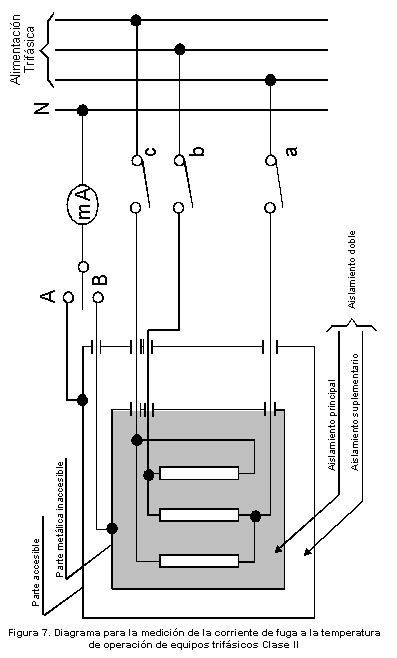 Alimentación
Trifásica
N
mA
c
b
a
A
B
Aislamiento doble
Aislamiento principal
Aislamiento suplementario
Parte metálica inaccesible
Parte accesible
Figura 7. Diagrama para la medición de la corriente de fuga a la temperatura
de operación de equipos trifásicos Clase II